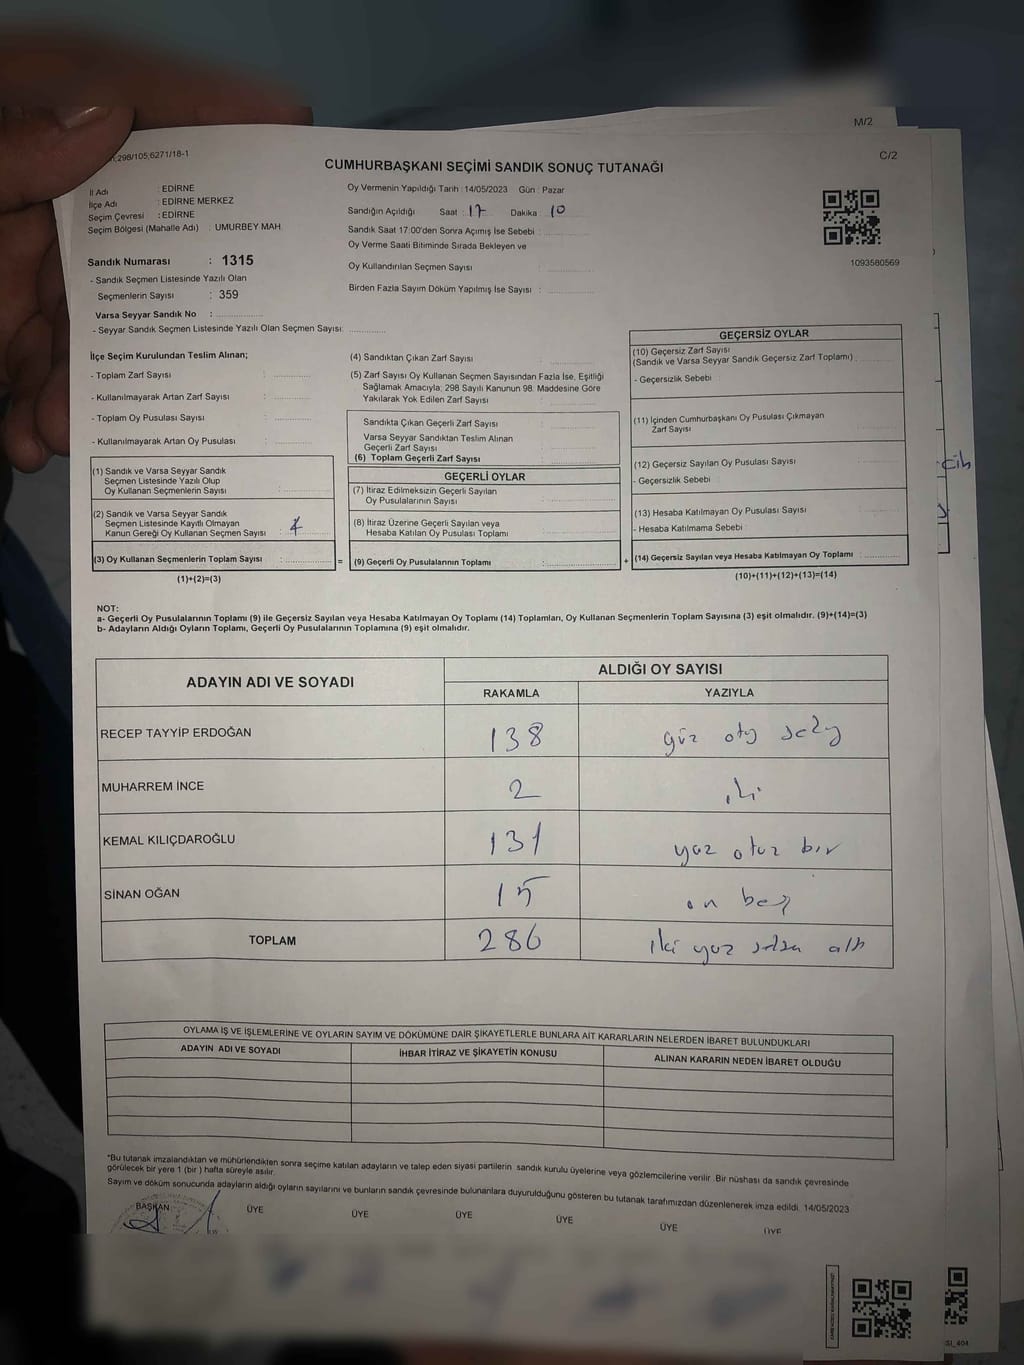 M/2
298/105,6271/18-1
C/2
CUMHURBAŞKANI SEÇİMİ SANDIK SONUÇ TUTANAĞI
İl Adı : EDİRNE
İlçe Adı : EDİRNE MERKEZ
Seçim Çevresi : EDİRNE
Seçim Bölgesi (Mahalle Adı) : UMURBEY MAH.
Oy Vermenin Yapıldığı Tarih :14/05/2023 Gün : Pazar
Sandığın Açıldığı Saat : 17 Dakika 10
Sandık Saat 17:00'den Sonra Açımış İse Sebebi :
Oy Verme Saati Bitiminde Sırada Bekleyen ve
Oy Kullandırılan Seçmen Sayısı :
Birden Fazla Sayım Döküm Yapılmış İse Sayısı :
1093580569
Sandık Numarası : 1315
- Sandık Seçmen Listesinde Yazılı Olan
Seçmenlerin Sayısı : 359
Varsa Seyyar Sandık No :
- Seyyar Sandık Seçmen Listesinde Yazılı Olan Seçmen Sayısı:
İlçe Seçim Kurulundan Teslim Alınan;
- Toplam Zarf Sayısı :
- Kullanılmayarak Artan Zarf Sayısı :
- Toplam Oy Pusulası Sayısı :
- Kullanılmayarak Artan Oy Pusulası :
(1) Sandık ve Varsa Seyyar Sandık
Seçmen Listesinde Yazılı Olup
Oy Kullanan Seçmenlerin Sayısı :
(2) Sandık ve Varsa Seyyar Sandık
Seçmen Listesinde Kayıtlı Olmayan
Kanun Gereği Oy Kullanan Seçmen Sayısı :
(3) Oy Kullanan Seçmenlerin Toplam Sayısı : =
(1)+(2)=(3)
(4) Sandıktan Çıkan Zarf Sayısı :
(5) Zarf Sayısı Oy Kullanan Seçmen Sayısından Fazla İse, Eşitliği
Sağlamak Amacıyla; 298 Sayılı Kanunun 98. Maddesine Göre
Yakılarak Yok Edilen Zarf Sayısı :
Sandıkta Çıkan Geçerli Zarf Sayısı :
Varsa Seyyar Sandıktan Teslim Alınan
Geçerli Zarf Sayısı :
(6) Toplam Geçerli Zarf Sayısı :
GEÇERLİ OYLAR
(7) İtiraz Edilmeksizin Geçerli Sayılan
Oy Pusulalarının Sayısı :
(8) İtiraz Üzerine Geçerli Sayılan veya
Hesaba Katılan Oy Pusulası Toplamı :
(9) Geçerli Oy Pusulalarının Toplamı : +
GEÇERSİZ OYLAR
(10) Geçersiz Zarf Sayısı
(Sandık ve Varsa Seyyar Sandık Geçersiz Zarf Toplamı) :
- Geçersizlik Sebebi :
(11) İçinden Cumhurbaşkanı Oy Pusulası Çıkmayan
Zarf Sayısı :
(12) Geçersiz Sayılan Oy Pusulası Sayısı :
- Geçersizlik Sebebi :
(13) Hesaba Katılmayan Oy Pusulası Sayısı :
- Hesaba Katılmama Sebebi :
(14) Geçersiz Sayılan veya Hesaba Katılmayan Oy Toplamı :
(10)+(11)+(12)+(13)=(14)
NOT:
a- Geçerli Oy Pusulalarının Toplamı (9) ile Geçersiz Sayılan veya Hesaba Katılmayan Oy Toplamı (14) Toplamları, Oy Kullanan Seçmenlerin Toplam Sayısına (3) eşit olmalıdır. (9)+(14)=(3)
b- Adayların Aldığı Oyların Toplamı, Geçerli Oy Pusulalarının Toplamına (9) eşit olmalıdır.
ADAYIN ADI VE SOYADI ALDIĞI OY SAYISI
RAKAMLA YAZIYLA
RECEP TAYYİP ERDOĞAN 138
MUHARREM İNCE 2 iki
KEMAL KILIÇDAROĞLU 131 yüz otuz bir
SİNAN OĞAN 15 on beş
TOPLAM 286 iki yüz
OYLAMA İŞ VE İŞLEMLERİNE VE OYLARIN SAYIM VE DÖKÜMÜNE DAİR ŞİKAYETLERLE BUNLARA AİT KARARLARIN NELERDEN İBARET BULUNDUKLARI
ADAYIN ADI VE SOYADI İHBAR İTİRAZ VE ŞİKAYETİN KONUSU ALINAN KARARIN NEDEN İBARET OLDUĞU
*Bu tutanak imzalandıktan ve mühürlendikten sonra seçime katılan adayların ve talep eden siyasi partilerin sandık kurulu üyelerine veya gözlemcilerine verilir. Bir nüshası da sandık çevresinde
görülecek bir yere 1 (bir ) hafta süreyle asılır.
Sayım ve döküm sonucunda adayların aldığı oyların sayılarını ve bunların sandık çevresinde bulunanlara duyurulduğunu gösteren bu tutanak tarafımızdan düzenlenerek imza edildi. 14/05/2023
BAŞKAN ÜYE ÜYE ÜYE ÜYE ÜYE ÜYE